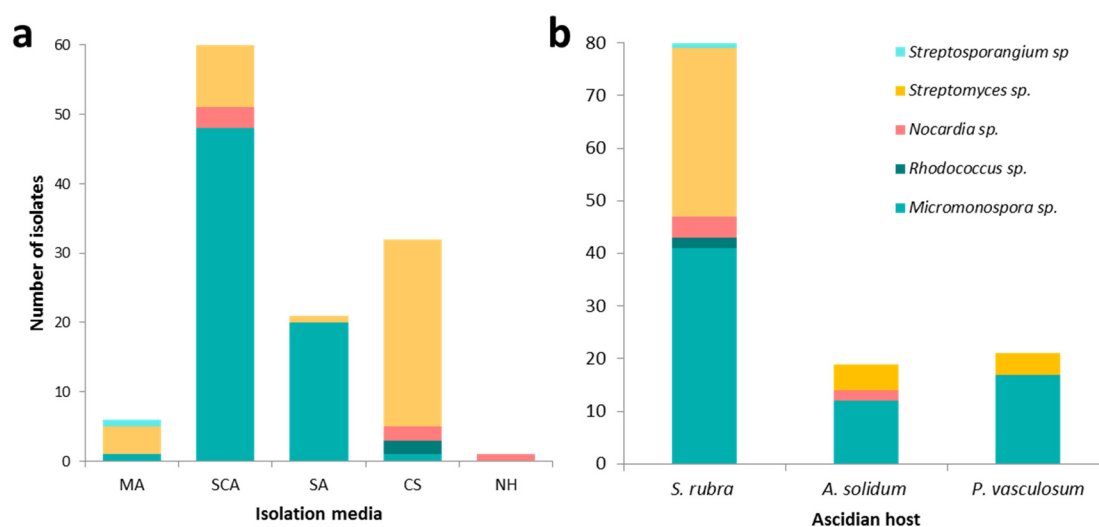 a
Number of isolates
60
50
40
30
20
10
0
MA SCA SA CS NH
Isolation media
b
80
70
60
50
40
30
20
10
0
Streptosporangium sp
Streptomyces sp.
Nocardia sp.
Rhodococcus sp.
Micromonospora sp.
S. rubra A. solidum P. vasculosum
Ascidian host